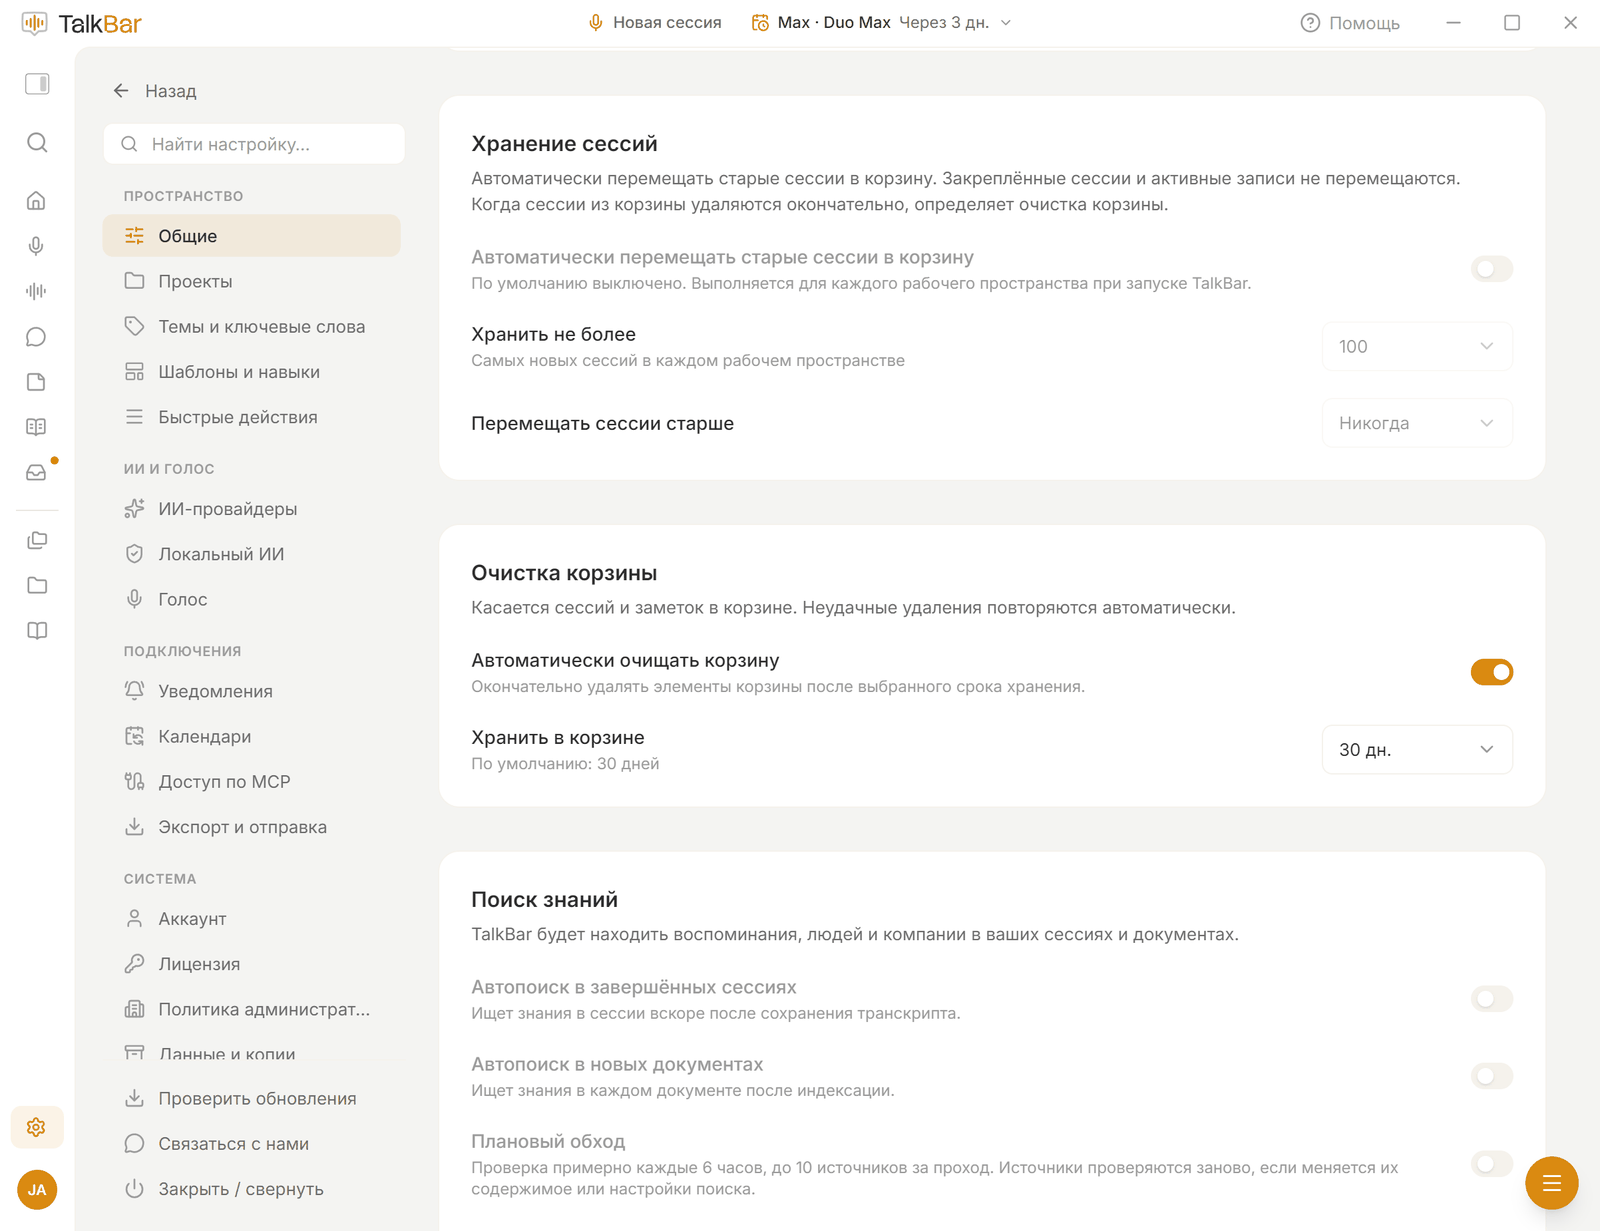 TalkBar
Новая сессия
Max · Duo Max Через 3 дн.
Помощь
Назад
Найти настройку...
ПРОСТРАНСТВО
Общие
Проекты
Темы и ключевые слова
Шаблоны и навыки
Быстрые действия
ИИ И ГОЛОС
ИИ-провайдеры
Локальный ИИ
Голос
ПОДКЛЮЧЕНИЯ
Уведомления
Календари
Доступ по MCP
Экспорт и отправка
СИСТЕМА
Аккаунт
Лицензия
Политика администрат...
Данные и копии
Проверить обновления
Связаться с нами
Закрыть / свернуть
JA
Хранение сессий
Автоматически перемещать старые сессии в корзину. Закреплённые сессии и активные записи не перемещаются.
Когда сессии из корзины удаляются окончательно, определяет очистка корзины.
Автоматически перемещать старые сессии в корзину
По умолчанию выключено. Выполняется для каждого рабочего пространства при запуске TalkBar.
Хранить не более
Самых новых сессий в каждом рабочем пространстве
100
Перемещать сессии старше
Никогда
Очистка корзины
Касается сессий и заметок в корзине. Неудачные удаления повторяются автоматически.
Автоматически очищать корзину
Окончательно удалять элементы корзины после выбранного срока хранения.
Хранить в корзине
По умолчанию: 30 дней
30 дн.
Поиск знаний
TalkBar будет находить воспоминания, людей и компании в ваших сессиях и документах.
Автопоиск в завершённых сессиях
Ищет знания в сессии вскоре после сохранения транскрипта.
Автопоиск в новых документах
Ищет знания в каждом документе после индексации.
Плановый обход
Проверка примерно каждые 6 часов, до 10 источников за проход. Источники проверяются заново, если меняется их
содержимое или настройки поиска.